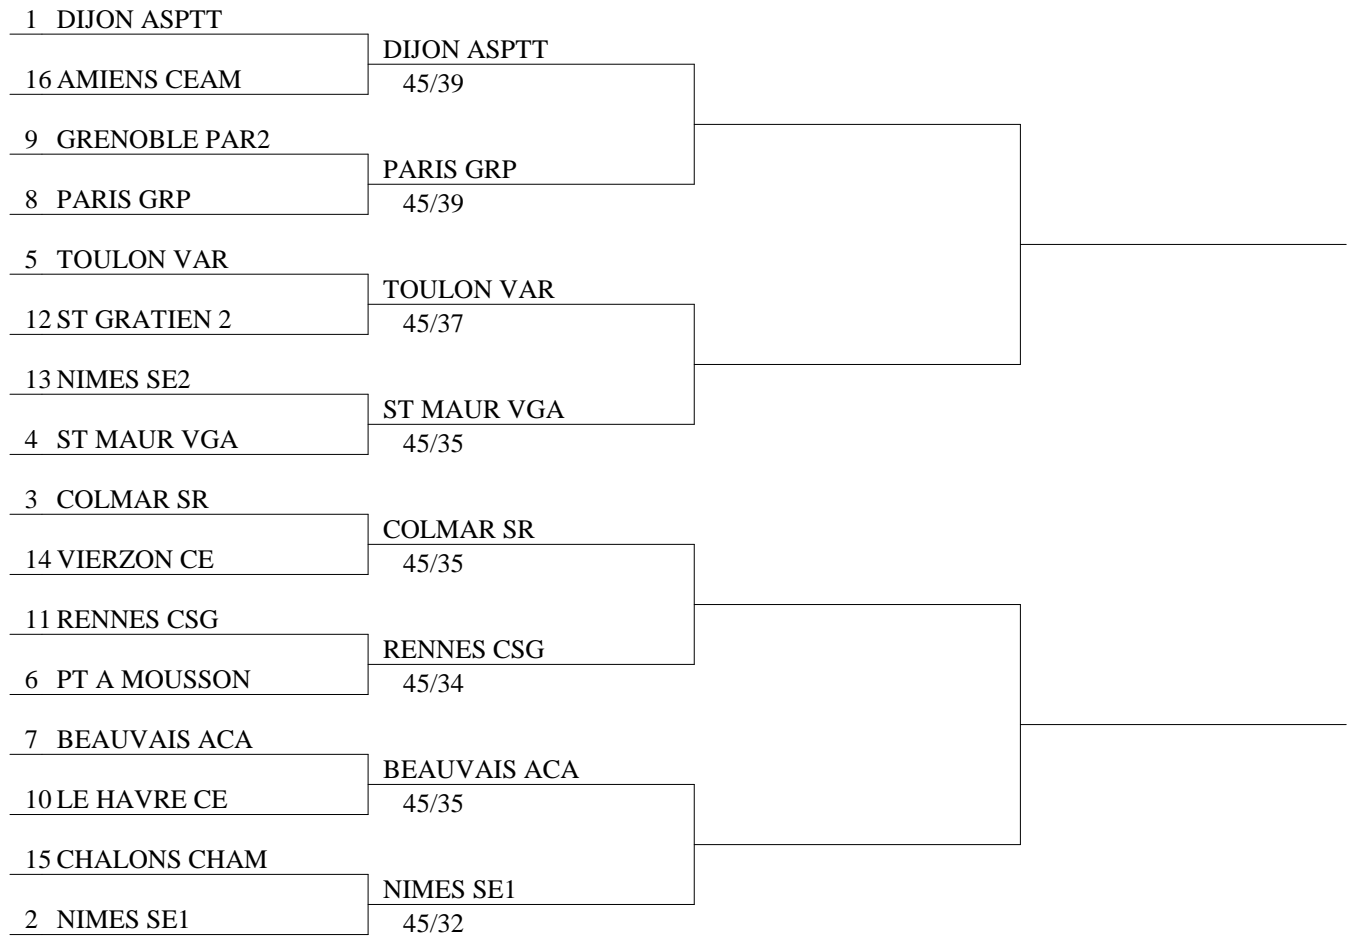 1 DIJON ASPTT
DIJON ASPTT
16 AMIENS CEAM
45/39
9 GRENOBLE PAR2
PARIS GRP
8 PARIS GRP
45/39
5 TOULON VAR
TOULON VAR
12 ST GRATIEN 2
45/37
13 NIMES SE2
ST MAUR VGA
4 ST MAUR VGA
45/35
3 COLMAR SR
COLMAR SR
14 VIERZON CE
45/35
11 RENNES CSG
RENNES CSG
6 PT A MOUSSON
45/34
7 BEAUVAIS ACA
BEAUVAIS ACA
10 LE HAVRE CE
45/35
15 CHALONS CHAM
NIMES SE1
2 NIMES SE1
45/32